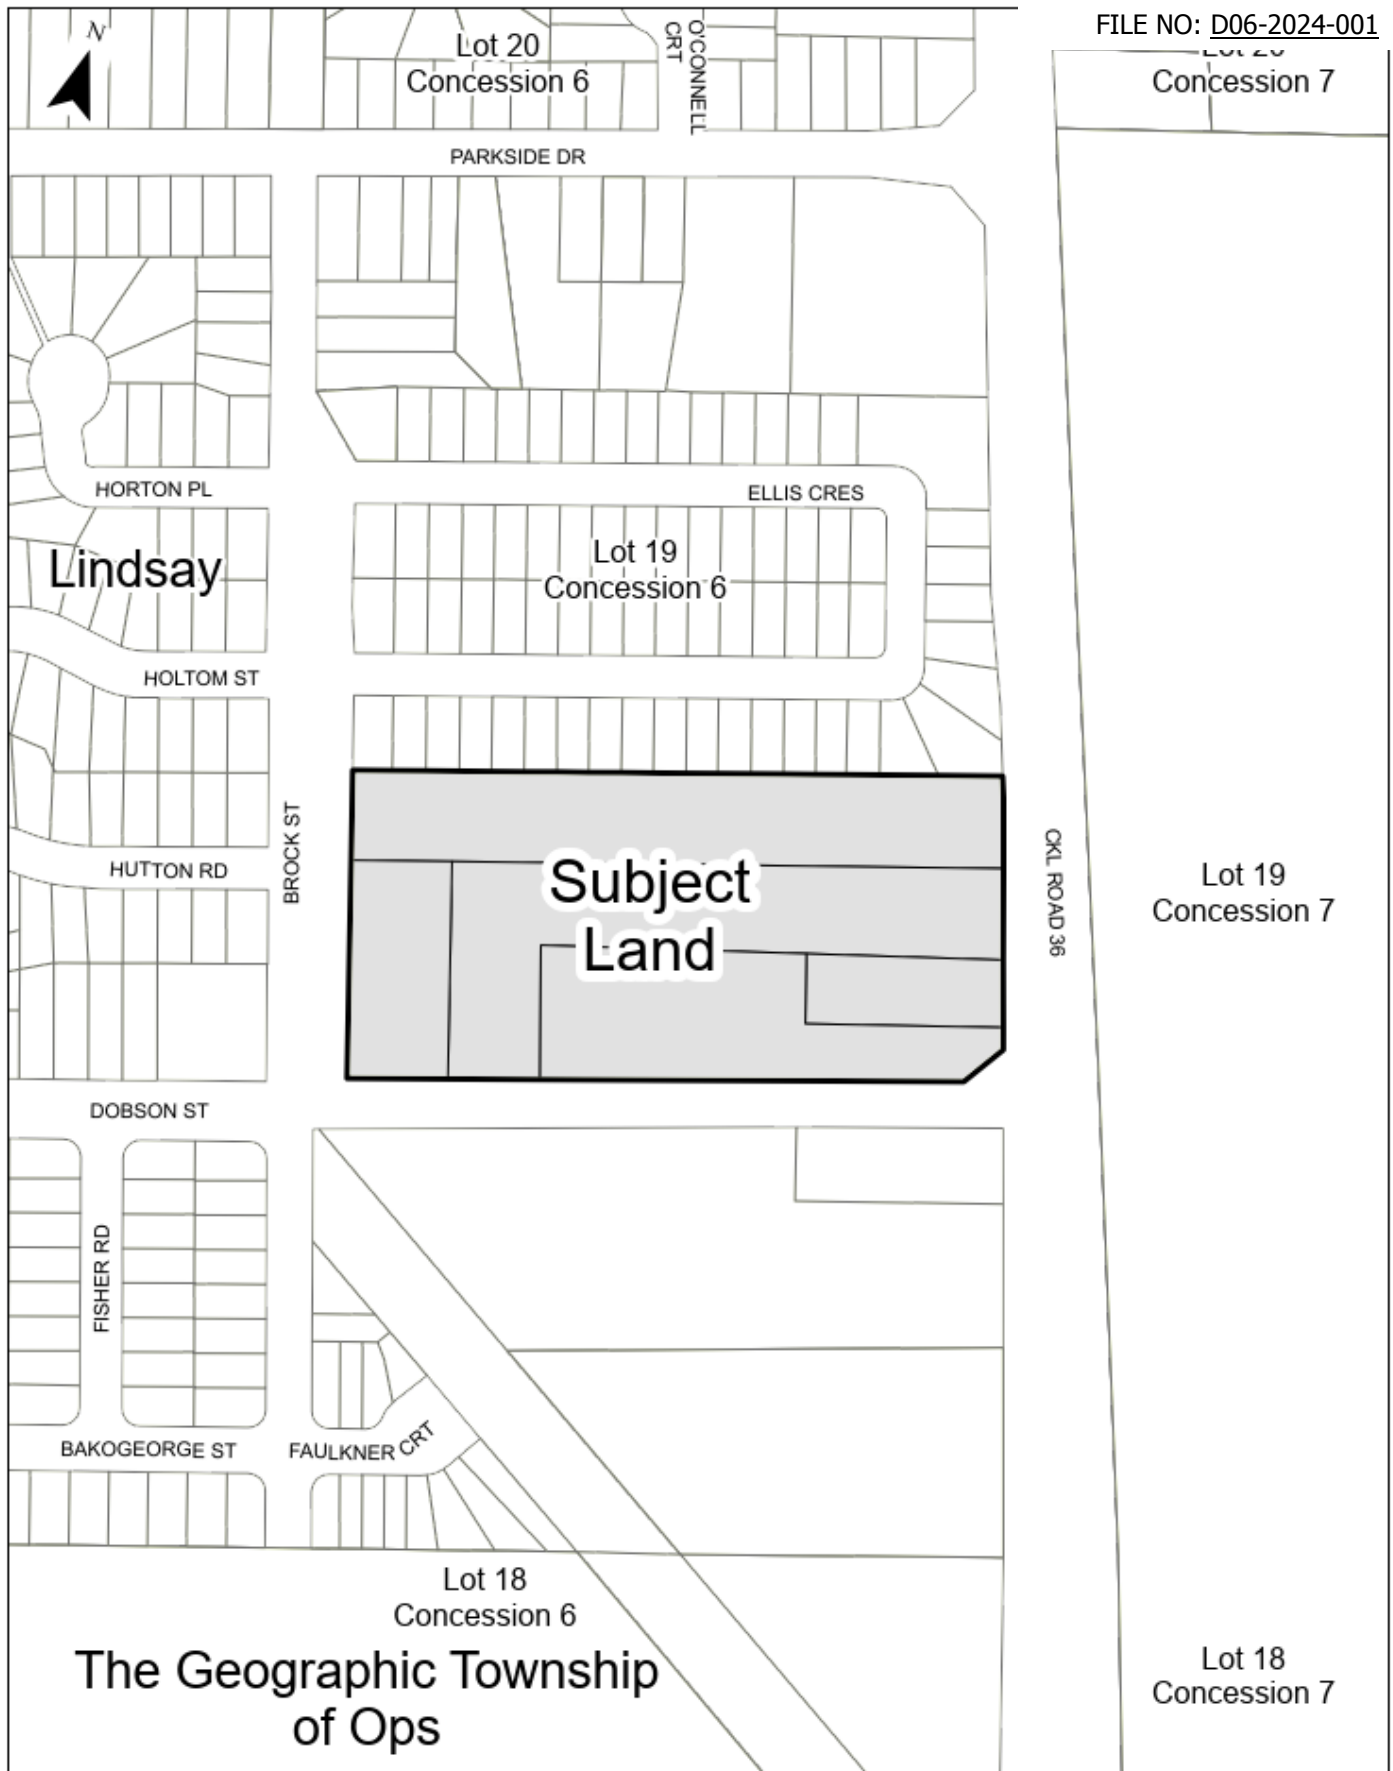 FILE NO: D06-2024-001
N
Lot 20
Concession 6
O'CONNELL
CRT
Lot 20
Concession 7
PARKSIDE DR
HORTON PL
ELLIS CRES
Lindsay
Lot 19
Concession 6
HOLTOM ST
BROCK ST
HUTTON RD
Subject
Land
CKL ROAD 36
Lot 19
Concession 7
DOBSON ST
FISHER RD
BAKOGEORGE ST
FAULKNER CRT
Lot 18
Concession 6
The Geographic Township
of Ops
Lot 18
Concession 7